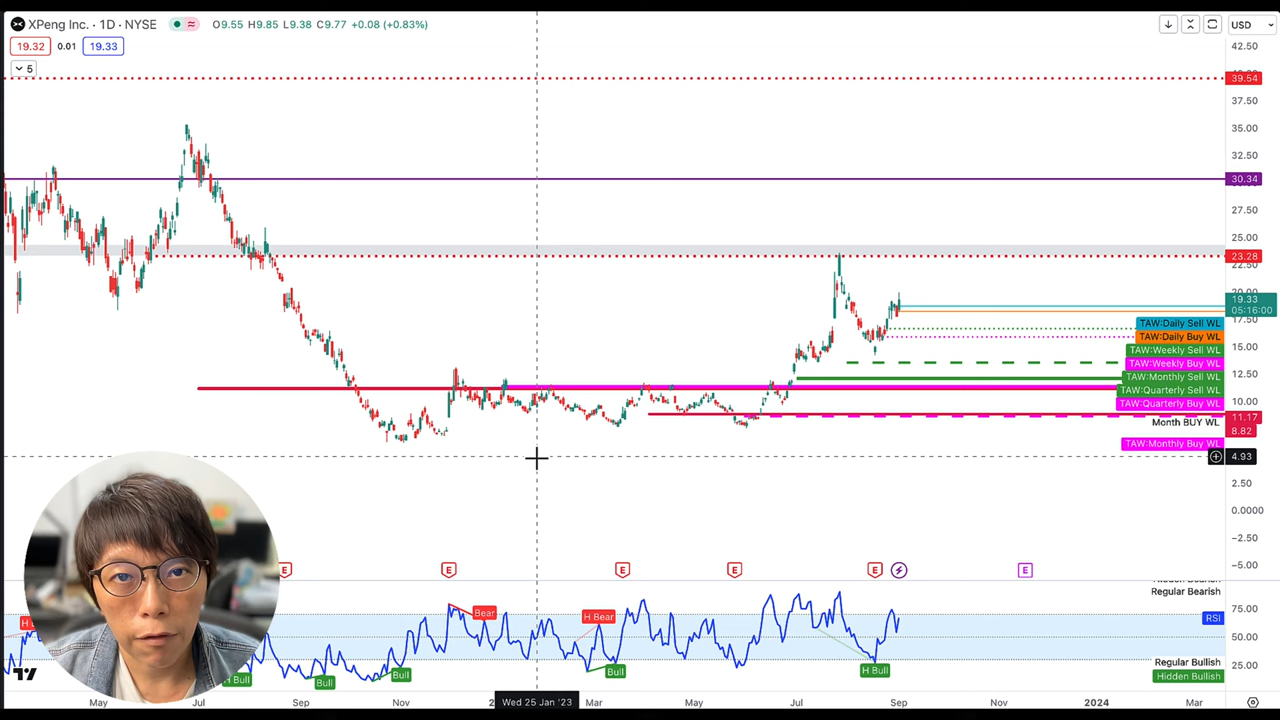 XPeng Inc. · 1D · NYSE
O9.55 H9.85 L9.38 C9.77 +0.08 (+0.83%)
USD
19.32 0.01 19.33
5
42.50
39.54
37.50
35.00
32.50
30.34
27.50
25.00
23.28
22.50
20.00
19.33
05:16:00
17.50
TAW:Daily Sell WL
TAW:Daily Buy WL
TAW:Weekly Sell WL
15.00
TAW:Weekly Buy WL
TAW:Monthly Sell WL
12.50
TAW:Quarterly Sell WL
TAW:Quarterly Buy WL
10.00
11.17
Month BUY WL
8.82
TAW:Monthly Buy WL
4.93
2.50
0.0000
−2.50
−5.00
E
E
E
E
E
E
Hidden Bearish
Regular Bearish
75.00
RSI
50.00
25.00
H
Bear
H Bear
H Bull
Bull
Bull
Bull
H Bull
Regular Bullish
Hidden Bullish
May
Jul
Sep
Nov
2
Wed 25 Jan '23
Mar
May
Jul
Sep
Nov
2024
Mar